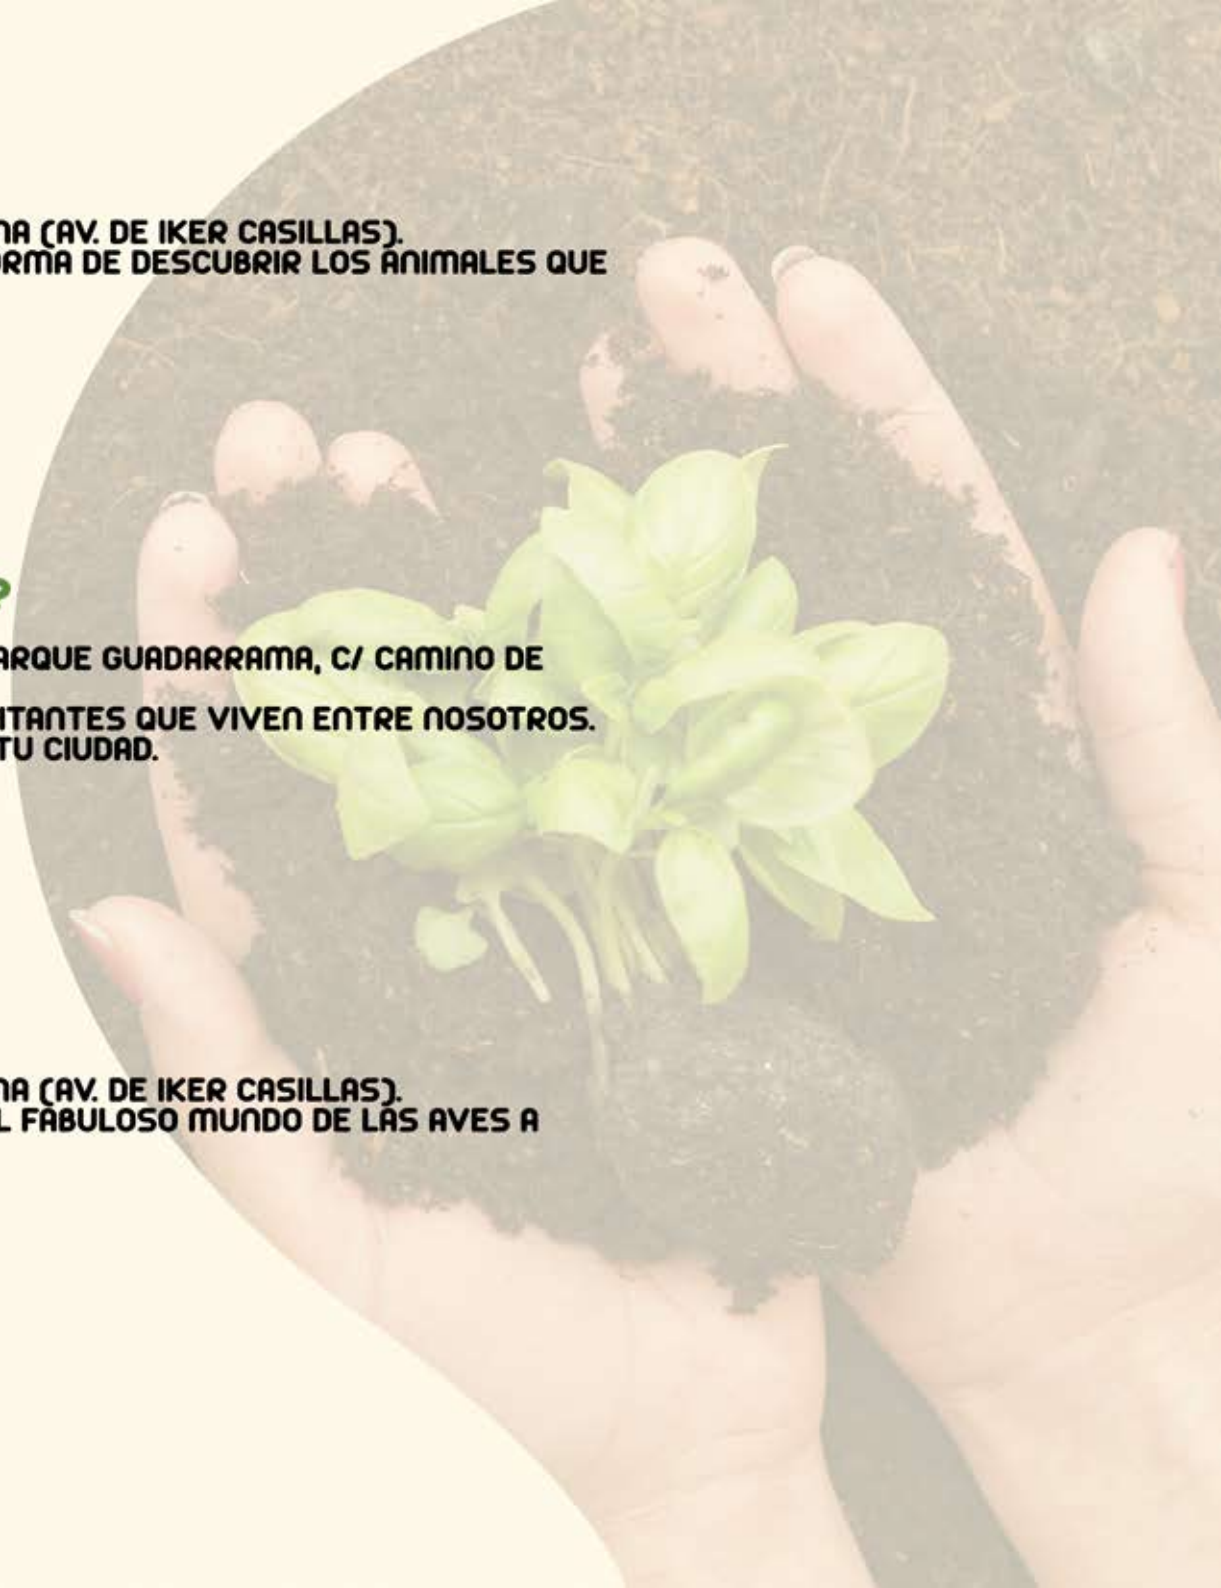 NA (AV. DE IKER CASILLAS).
ORMA DE DESCUBRIR LOS ANIMALES QUE
?
ARQUE GUADARRAMA, C/ CAMINO DE
ITANTES QUE VIVEN ENTRE NOSOTROS.
TU CIUDAD.
NA (AV. DE IKER CASILLAS).
L FABULOSO MUNDO DE LAS AVES A